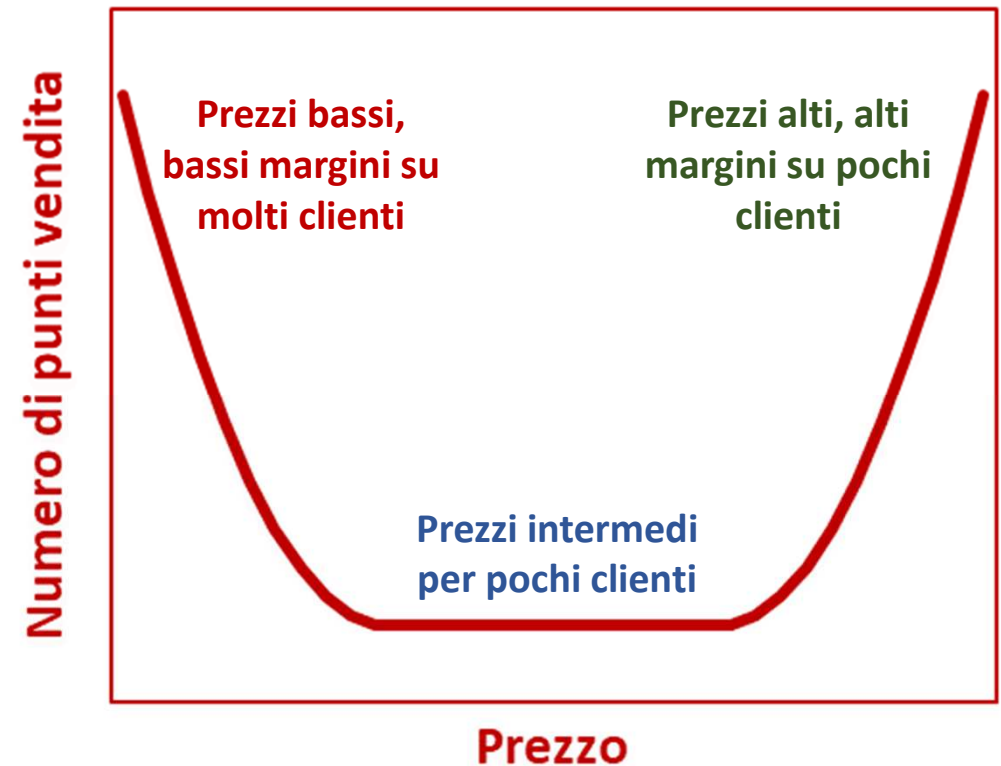 Numero di punti vendita
Prezzi bassi,
bassi margini su
molti clienti
Prezzi alti, alti
margini su pochi
clienti
Prezzi intermedi
per pochi clienti
Prezzo